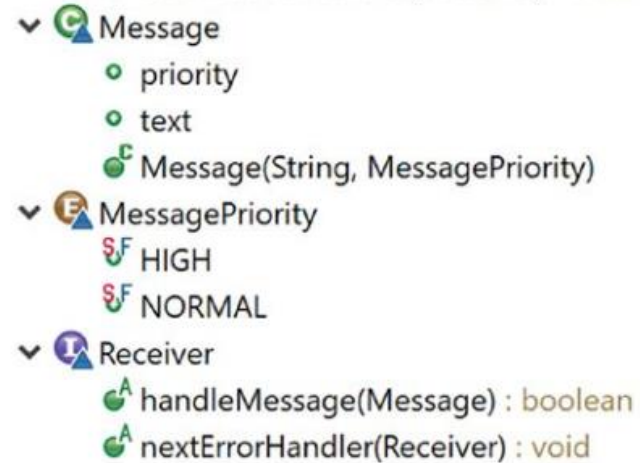 Message
priority
text
Message(String, MessagePriority)
MessagePriority
HIGH
NORMAL
Receiver
handleMessage(Message) : boolean
nextErrorHandler(Receiver) : void